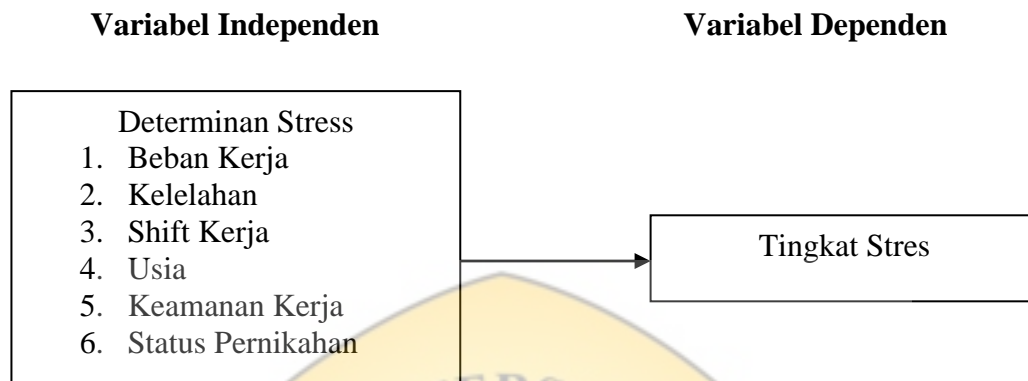 Variabel Independen Variabel Dependen
Determinan Stress
1. Beban Kerja
2. Kelelahan
3. Shift Kerja
4. Usia
5. Keamanan Kerja
6. Status Pernikahan
Tingkat Stres